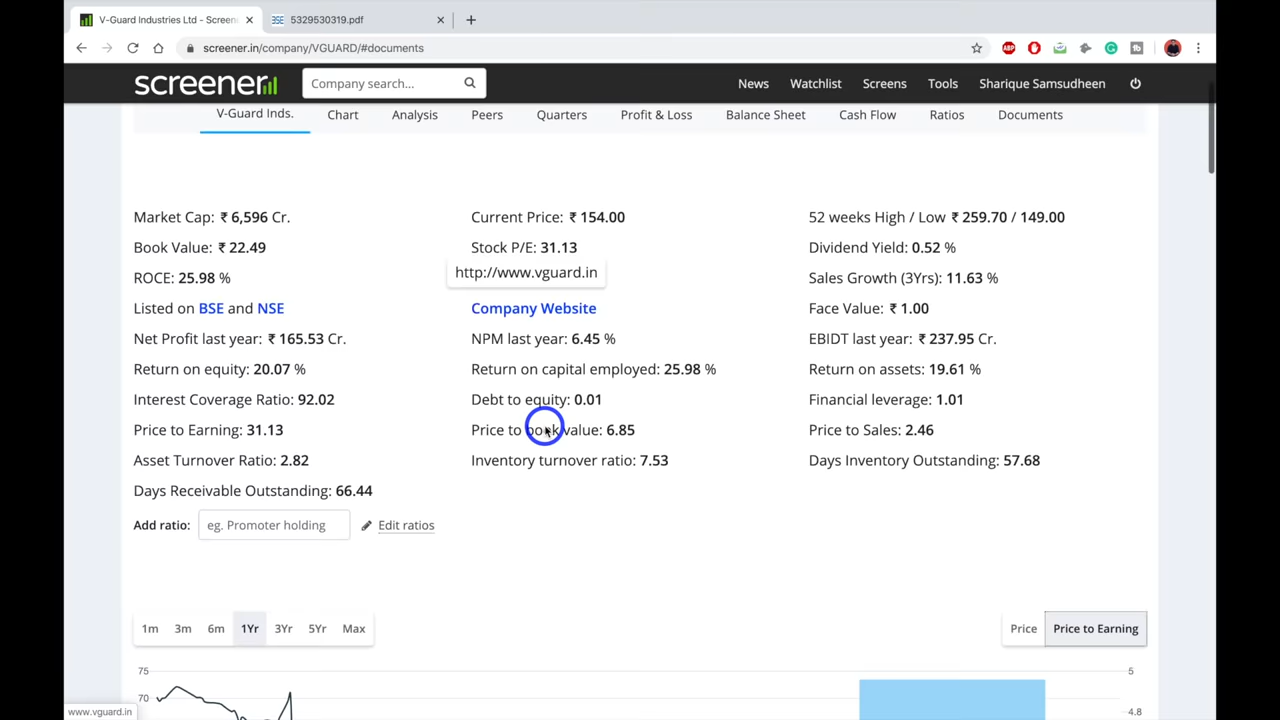 V-Guard Industries Ltd - Screen
5329530319.pdf
screener.in/company/VGUARD/#documents
screener
Company search...
News Watchlist Screens Tools Sharique Samsudheen
V-Guard Inds. Chart Analysis Peers Quarters Profit & Loss Balance Sheet Cash Flow Ratios Documents
Market Cap: ₹ 6,596 Cr. Current Price: ₹ 154.00 52 weeks High / Low ₹ 259.70 / 149.00
Book Value: ₹ 22.49 Stock P/E: 31.13 Dividend Yield: 0.52 %
http://www.vguard.in
ROCE: 25.98 % Sales Growth (3Yrs): 11.63 %
Listed on BSE and NSE Company Website Face Value: ₹ 1.00
Net Profit last year: ₹ 165.53 Cr. NPM last year: 6.45 % EBIDT last year: ₹ 237.95 Cr.
Return on equity: 20.07 % Return on capital employed: 25.98 % Return on assets: 19.61 %
Interest Coverage Ratio: 92.02 Debt to equity: 0.01 Financial leverage: 1.01
Price to Earning: 31.13 Price to book value: 6.85 Price to Sales: 2.46
Asset Turnover Ratio: 2.82 Inventory turnover ratio: 7.53 Days Inventory Outstanding: 57.68
Days Receivable Outstanding: 66.44
Add ratio: eg. Promoter holding Edit ratios
1m 3m 6m 1Yr 3Yr 5Yr Max Price Price to Earning
75 5
70 4.8
www.vguard.in